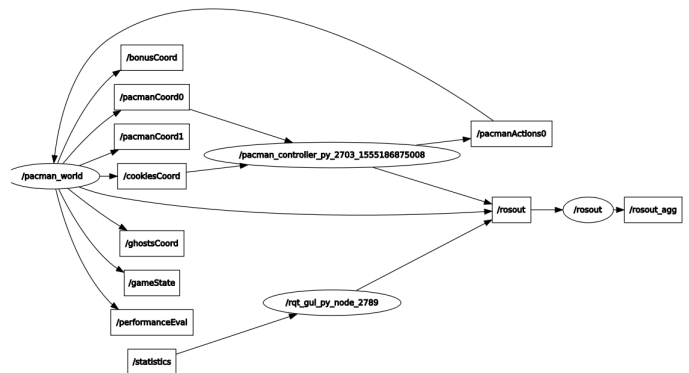 /bonusCoord
/pacmanCoord0
/pacmanCoord1
/pacmanActions0
/pacman_controller_py_2703_1555186875008
/pacman_world
/cookiesCoord
/rosout
/rosout
/rosout_agg
/ghostsCoord
/gameState
/rqt_gui_py_node_2789
/performanceEval
/statistics